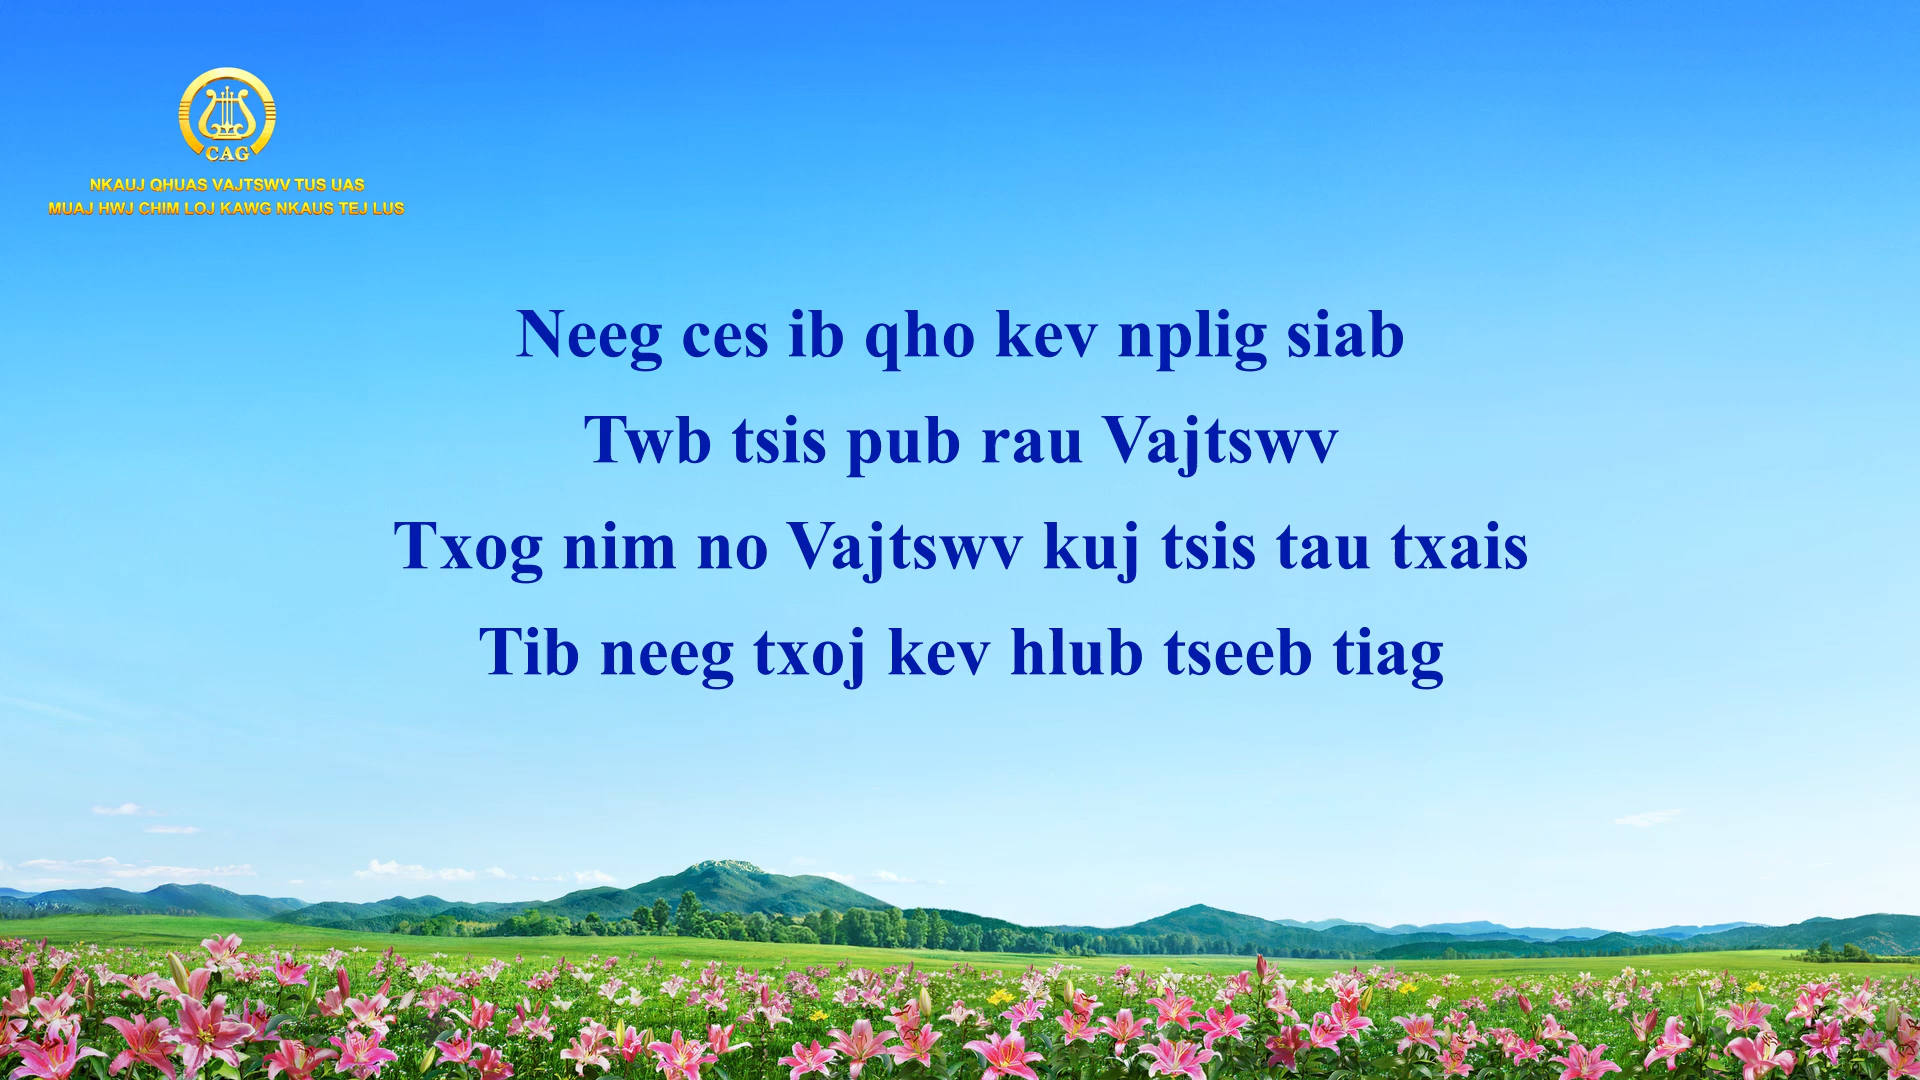 CAG
NKAUJ QHUAS VAJTSWV TUS UAS
MUAJ HWJ CHIM LOJ KAWG NKAUS TEJ LUS
Neeg ces ib qho kev nplig siab
Twb tsis pub rau Vajtswv
Txog nim no Vajtswv kuj tsis tau txais
Tib neeg txoj kev hlub tseeb tiag